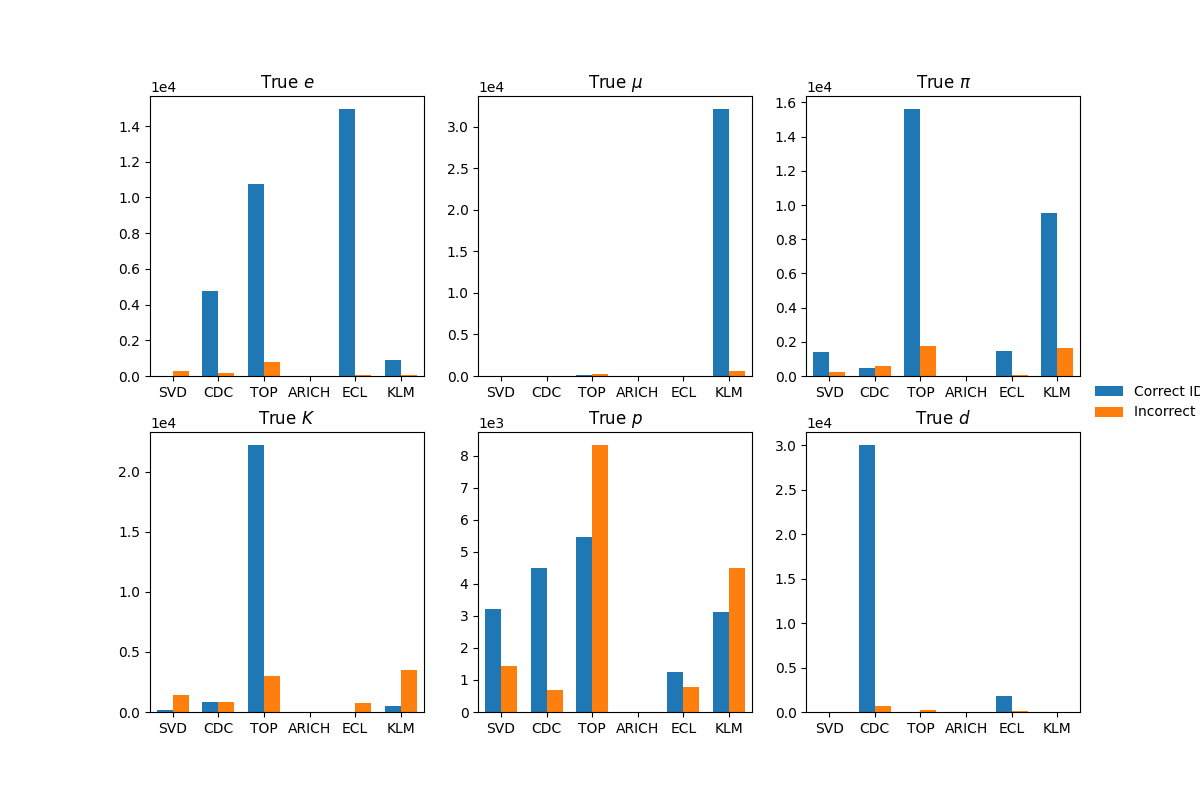 True e
1e4
0.0
0.2
0.4
0.6
0.8
1.0
1.2
1.4
SVD CDC TOP ARICH ECL KLM
True μ
1e4
0.0
0.5
1.0
1.5
2.0
2.5
3.0
SVD CDC TOP ARICH ECL KLM
True π
1e4
0.0
0.2
0.4
0.6
0.8
1.0
1.2
1.4
1.6
SVD CDC TOP ARICH ECL KLM
Correct ID
Incorrect
True K
1e4
0.0
0.5
1.0
1.5
2.0
SVD CDC TOP ARICH ECL KLM
True p
1e3
0
1
2
3
4
5
6
7
8
SVD CDC TOP ARICH ECL KLM
True d
1e4
0.0
0.5
1.0
1.5
2.0
2.5
3.0
SVD CDC TOP ARICH ECL KLM